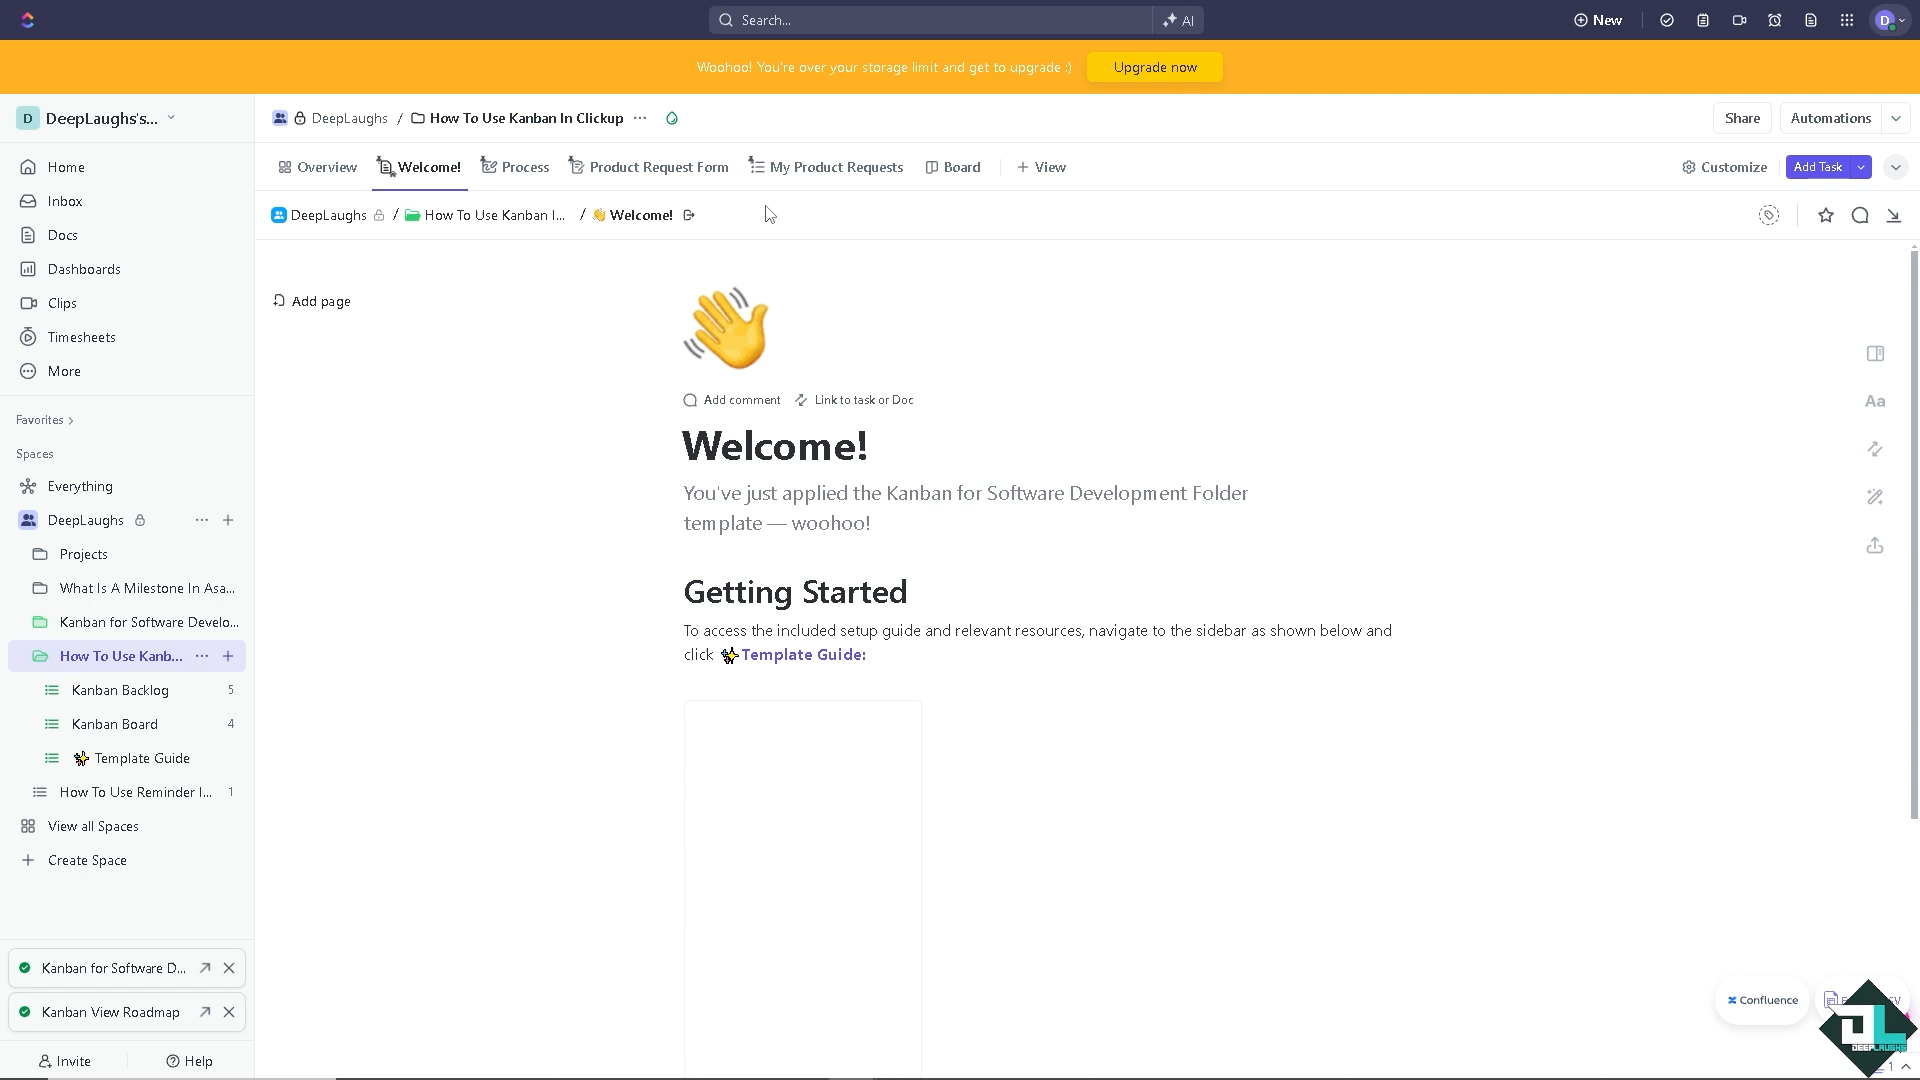 Search...
AI
New
D
Woohoo! You're over your storage limit and get to upgrade :)
Upgrade now
D
DeepLaughs's...
DeepLaughs / How To Use Kanban In Clickup
Share
Automations
Home
Inbox
Docs
Dashboards
Clips
Timesheets
More
Favorites
Spaces
Everything
DeepLaughs
Projects
What Is A Milestone In Asa...
Kanban for Software Develo...
How To Use Kanb...
Kanban Backlog 5
Kanban Board 4
Template Guide
How To Use Reminder I... 1
View all Spaces
Create Space
Kanban for Software D...
Kanban View Roadmap
Invite
Help
Overview
Welcome!
Process
Product Request Form
My Product Requests
Board
View
Customize
Add Task
DeepLaughs / How To Use Kanban I... / Welcome!
Add page
Add comment
Link to task or Doc
Welcome!
You've just applied the Kanban for Software Development Folder
template — woohoo!
Getting Started
To access the included setup guide and relevant resources, navigate to the sidebar as shown below and
click Template Guide:
Aa
Confluence
DEEPLAUGHS
1